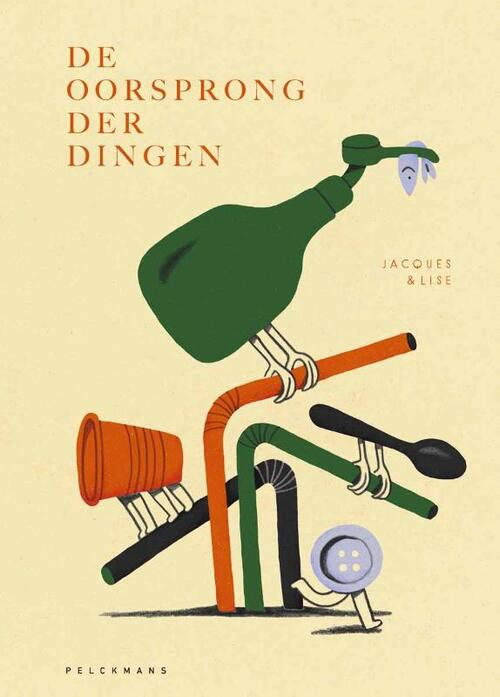 DE
OORSPRONG
DER
DINGEN
JACQUES
& LISE
PELCKMANS